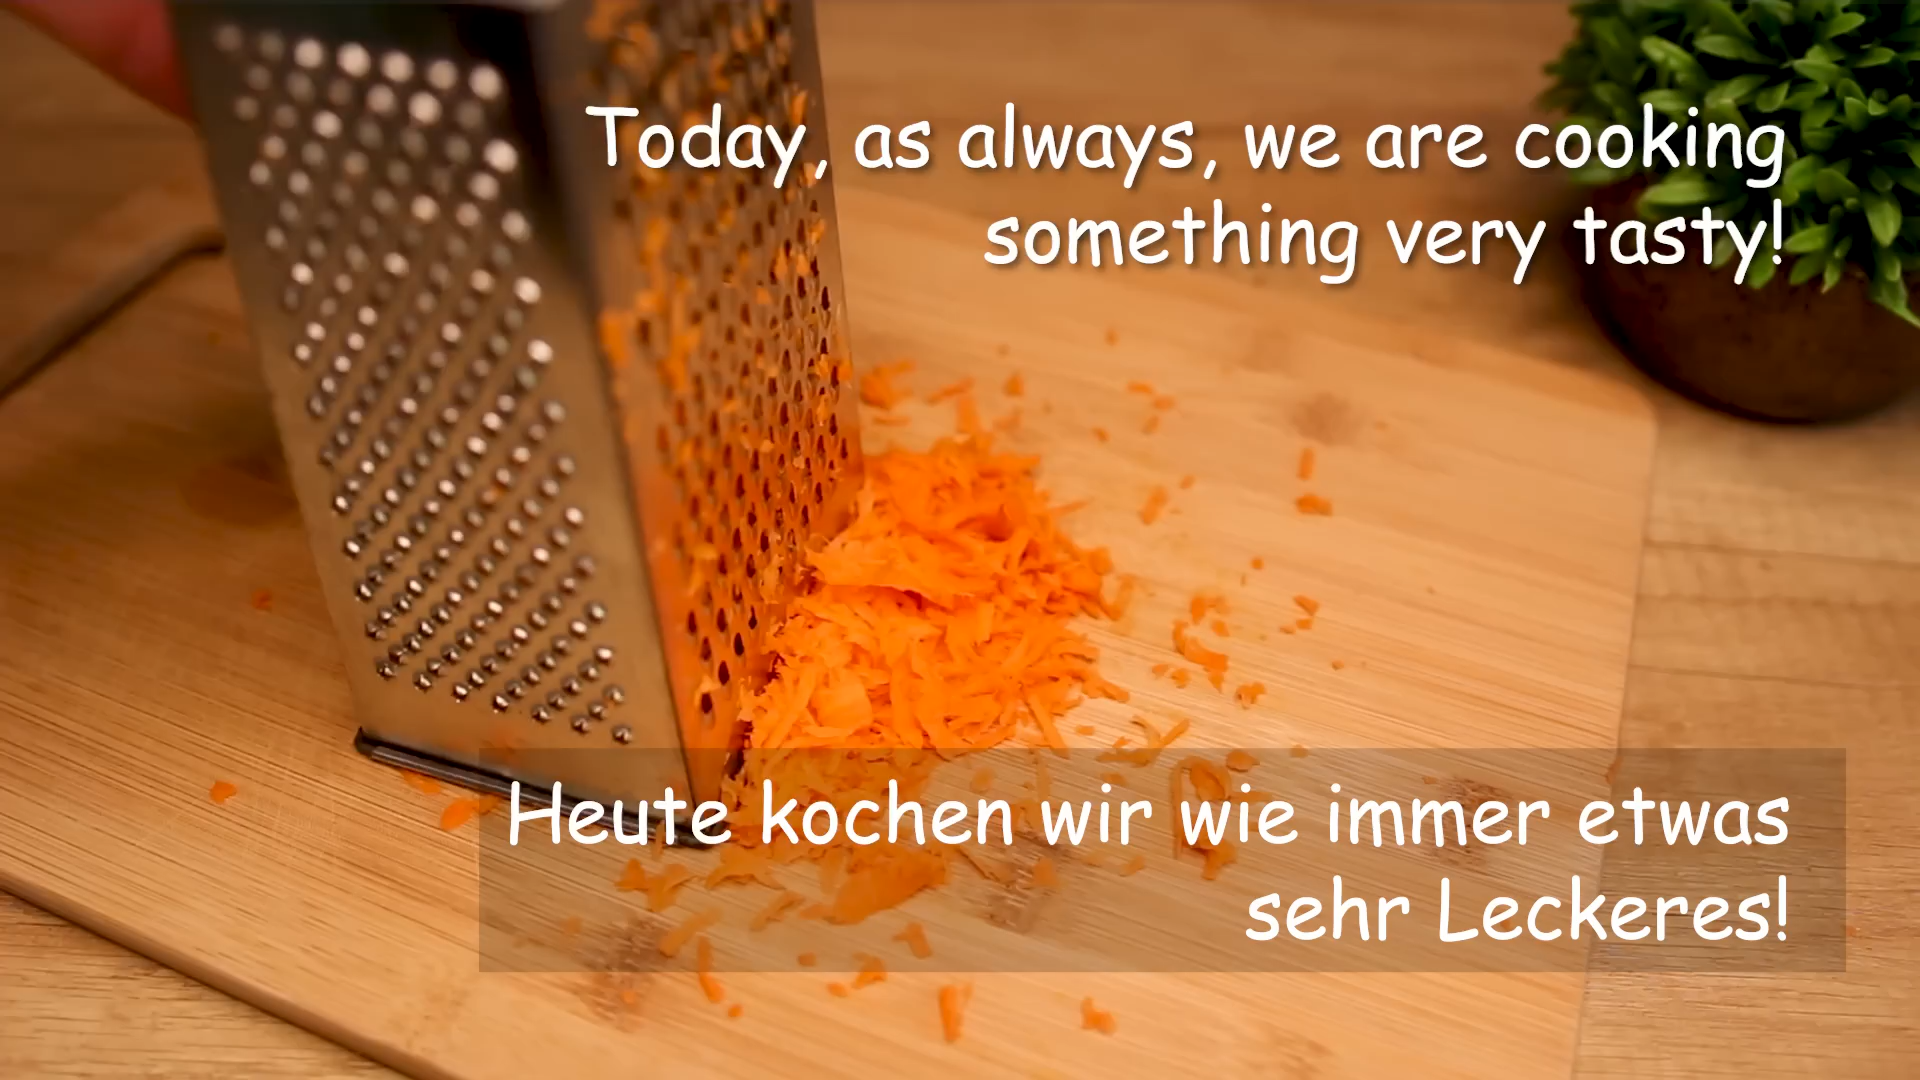 Today, as always, we are cooking
something very tasty!
Heute kochen wir wie immer etwas
sehr Leckeres!